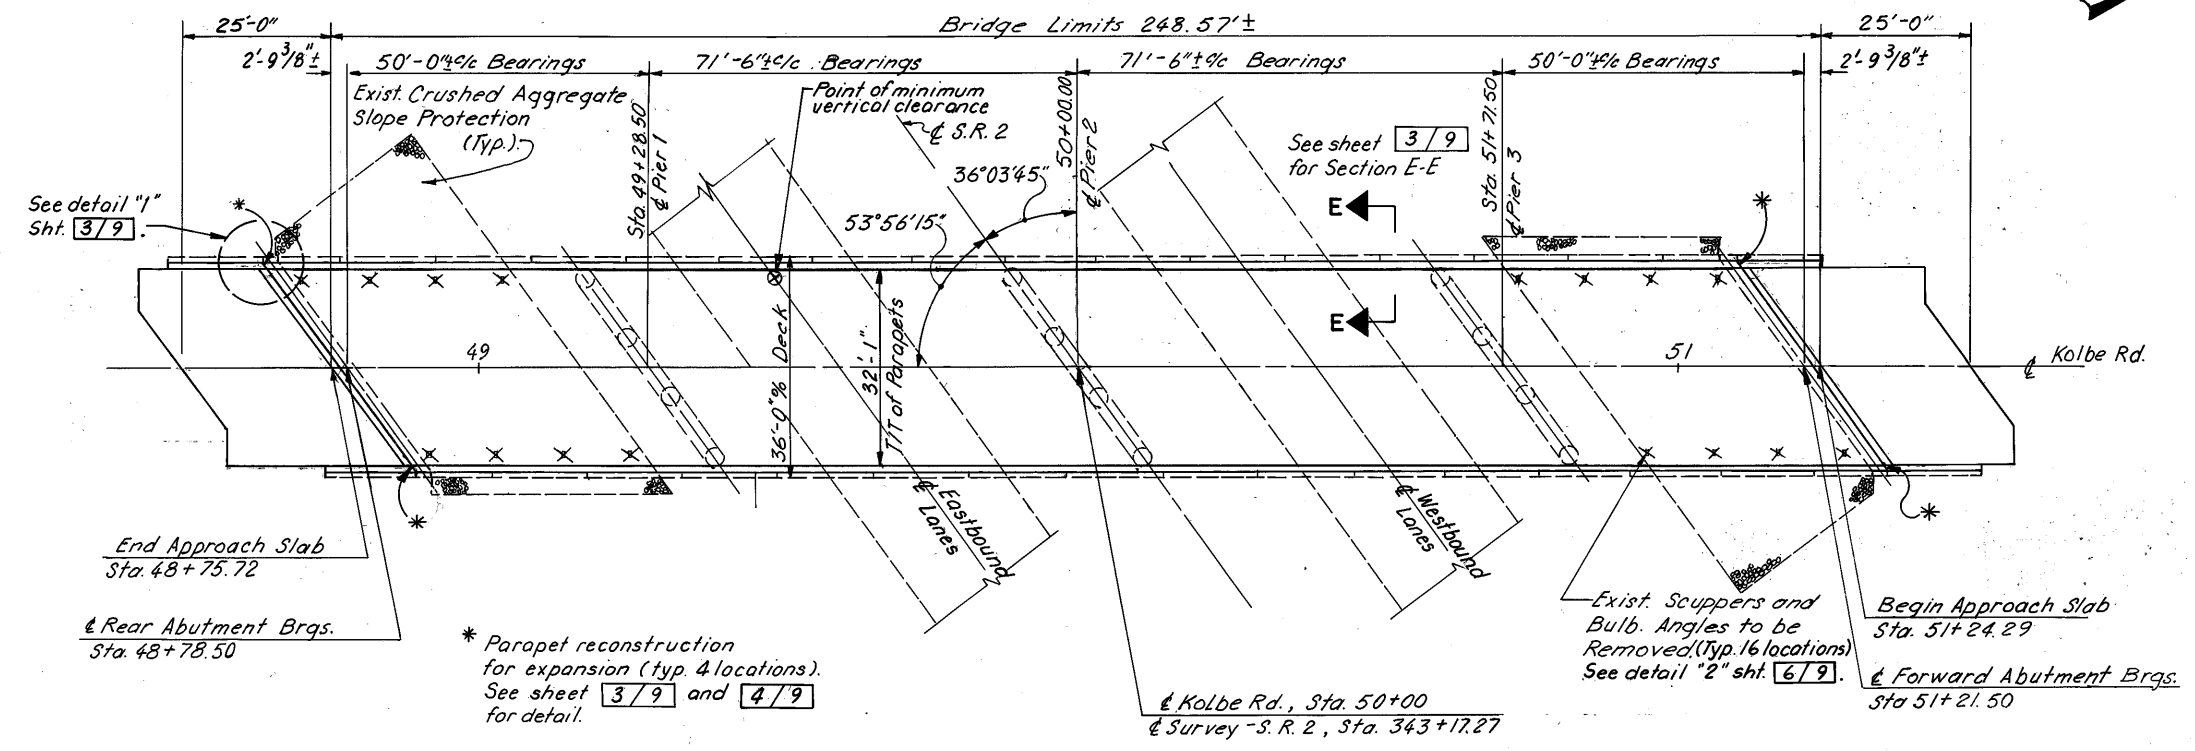 25'-0"
Bridge Limits 248.57'±
25'-0"
2'-9 3/8"±
50'-0"± c/c Bearings
71'-6"± c/c Bearings
71'-6"± c/c Bearings
50'-0"± c/c Bearings
2'-9 3/8"±
Exist. Crushed Aggregate
Slope Protection
(Typ.)
Sta. 49+28.50
℄ Pier 1
Point of minimum
vertical clearance
℄ S.R. 2
50+00.00
℄ Pier 2
36°03'45"
53°56'15"
See sheet 3/9
for Section E-E
Sta. 51+71.50
℄ Pier 3
E
E
See detail "1"
Sht. 3/9.
*
*
49
36'-0"% Deck
32'-1"
T/T of Parapets
51
℄ Kolbe Rd.
℄ Eastbound
Lanes
℄ Westbound
Lanes
*
*
End Approach Slab
Sta. 48+75.72
℄ Rear Abutment Brgs.
Sta. 48+78.50
* Parapet reconstruction
for expansion (typ. 4 locations).
See sheet 3/9 and 4/9
for detail.
℄ Kolbe Rd., Sta. 50+00
℄ Survey - S.R. 2, Sta. 343+17.27
Exist. Scuppers and
Bulb. Angles to be
Removed.(Typ. 16 locations)
See detail "2" sht. 6/9.
Begin Approach Slab
Sta. 51+24.29
℄ Forward Abutment Brgs.
Sta 51+21.50